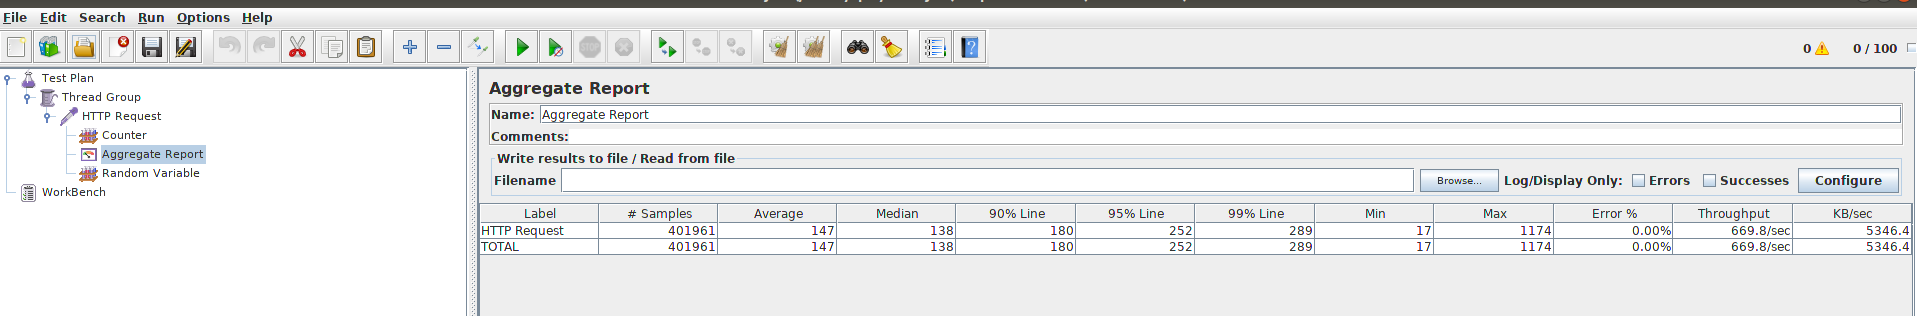 File Edit Search Run Options Help
0 0 / 100
Test Plan
Thread Group
HTTP Request
Counter
Aggregate Report
Random Variable
WorkBench
Aggregate Report
Name: Aggregate Report
Comments:
Write results to file / Read from file
Filename Browse... Log/Display Only: Errors Successes Configure
Label # Samples Average Median 90% Line 95% Line 99% Line Min Max Error % Throughput KB/sec
HTTP Request 401961 147 138 180 252 289 17 1174 0.00% 669.8/sec 5346.4
TOTAL 401961 147 138 180 252 289 17 1174 0.00% 669.8/sec 5346.4